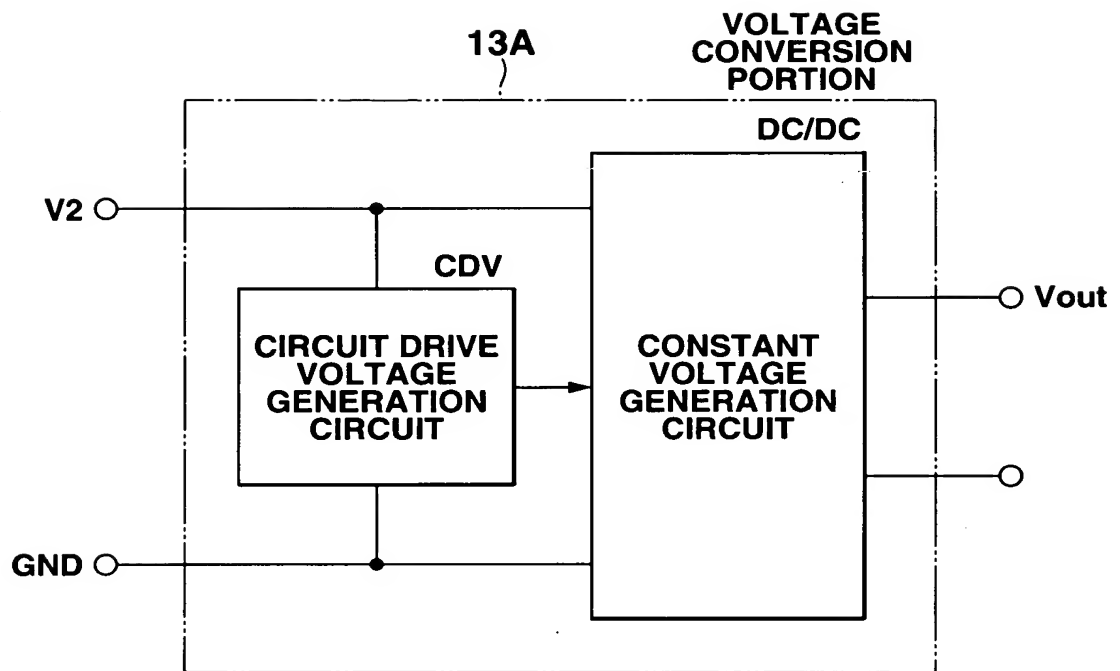 VOLTAGE
CONVERSION
PORTION
13A
DC/DC
V2
CDV
Vout
CIRCUIT DRIVE
VOLTAGE
GENERATION
CIRCUIT
CONSTANT
VOLTAGE
GENERATION
CIRCUIT
GND